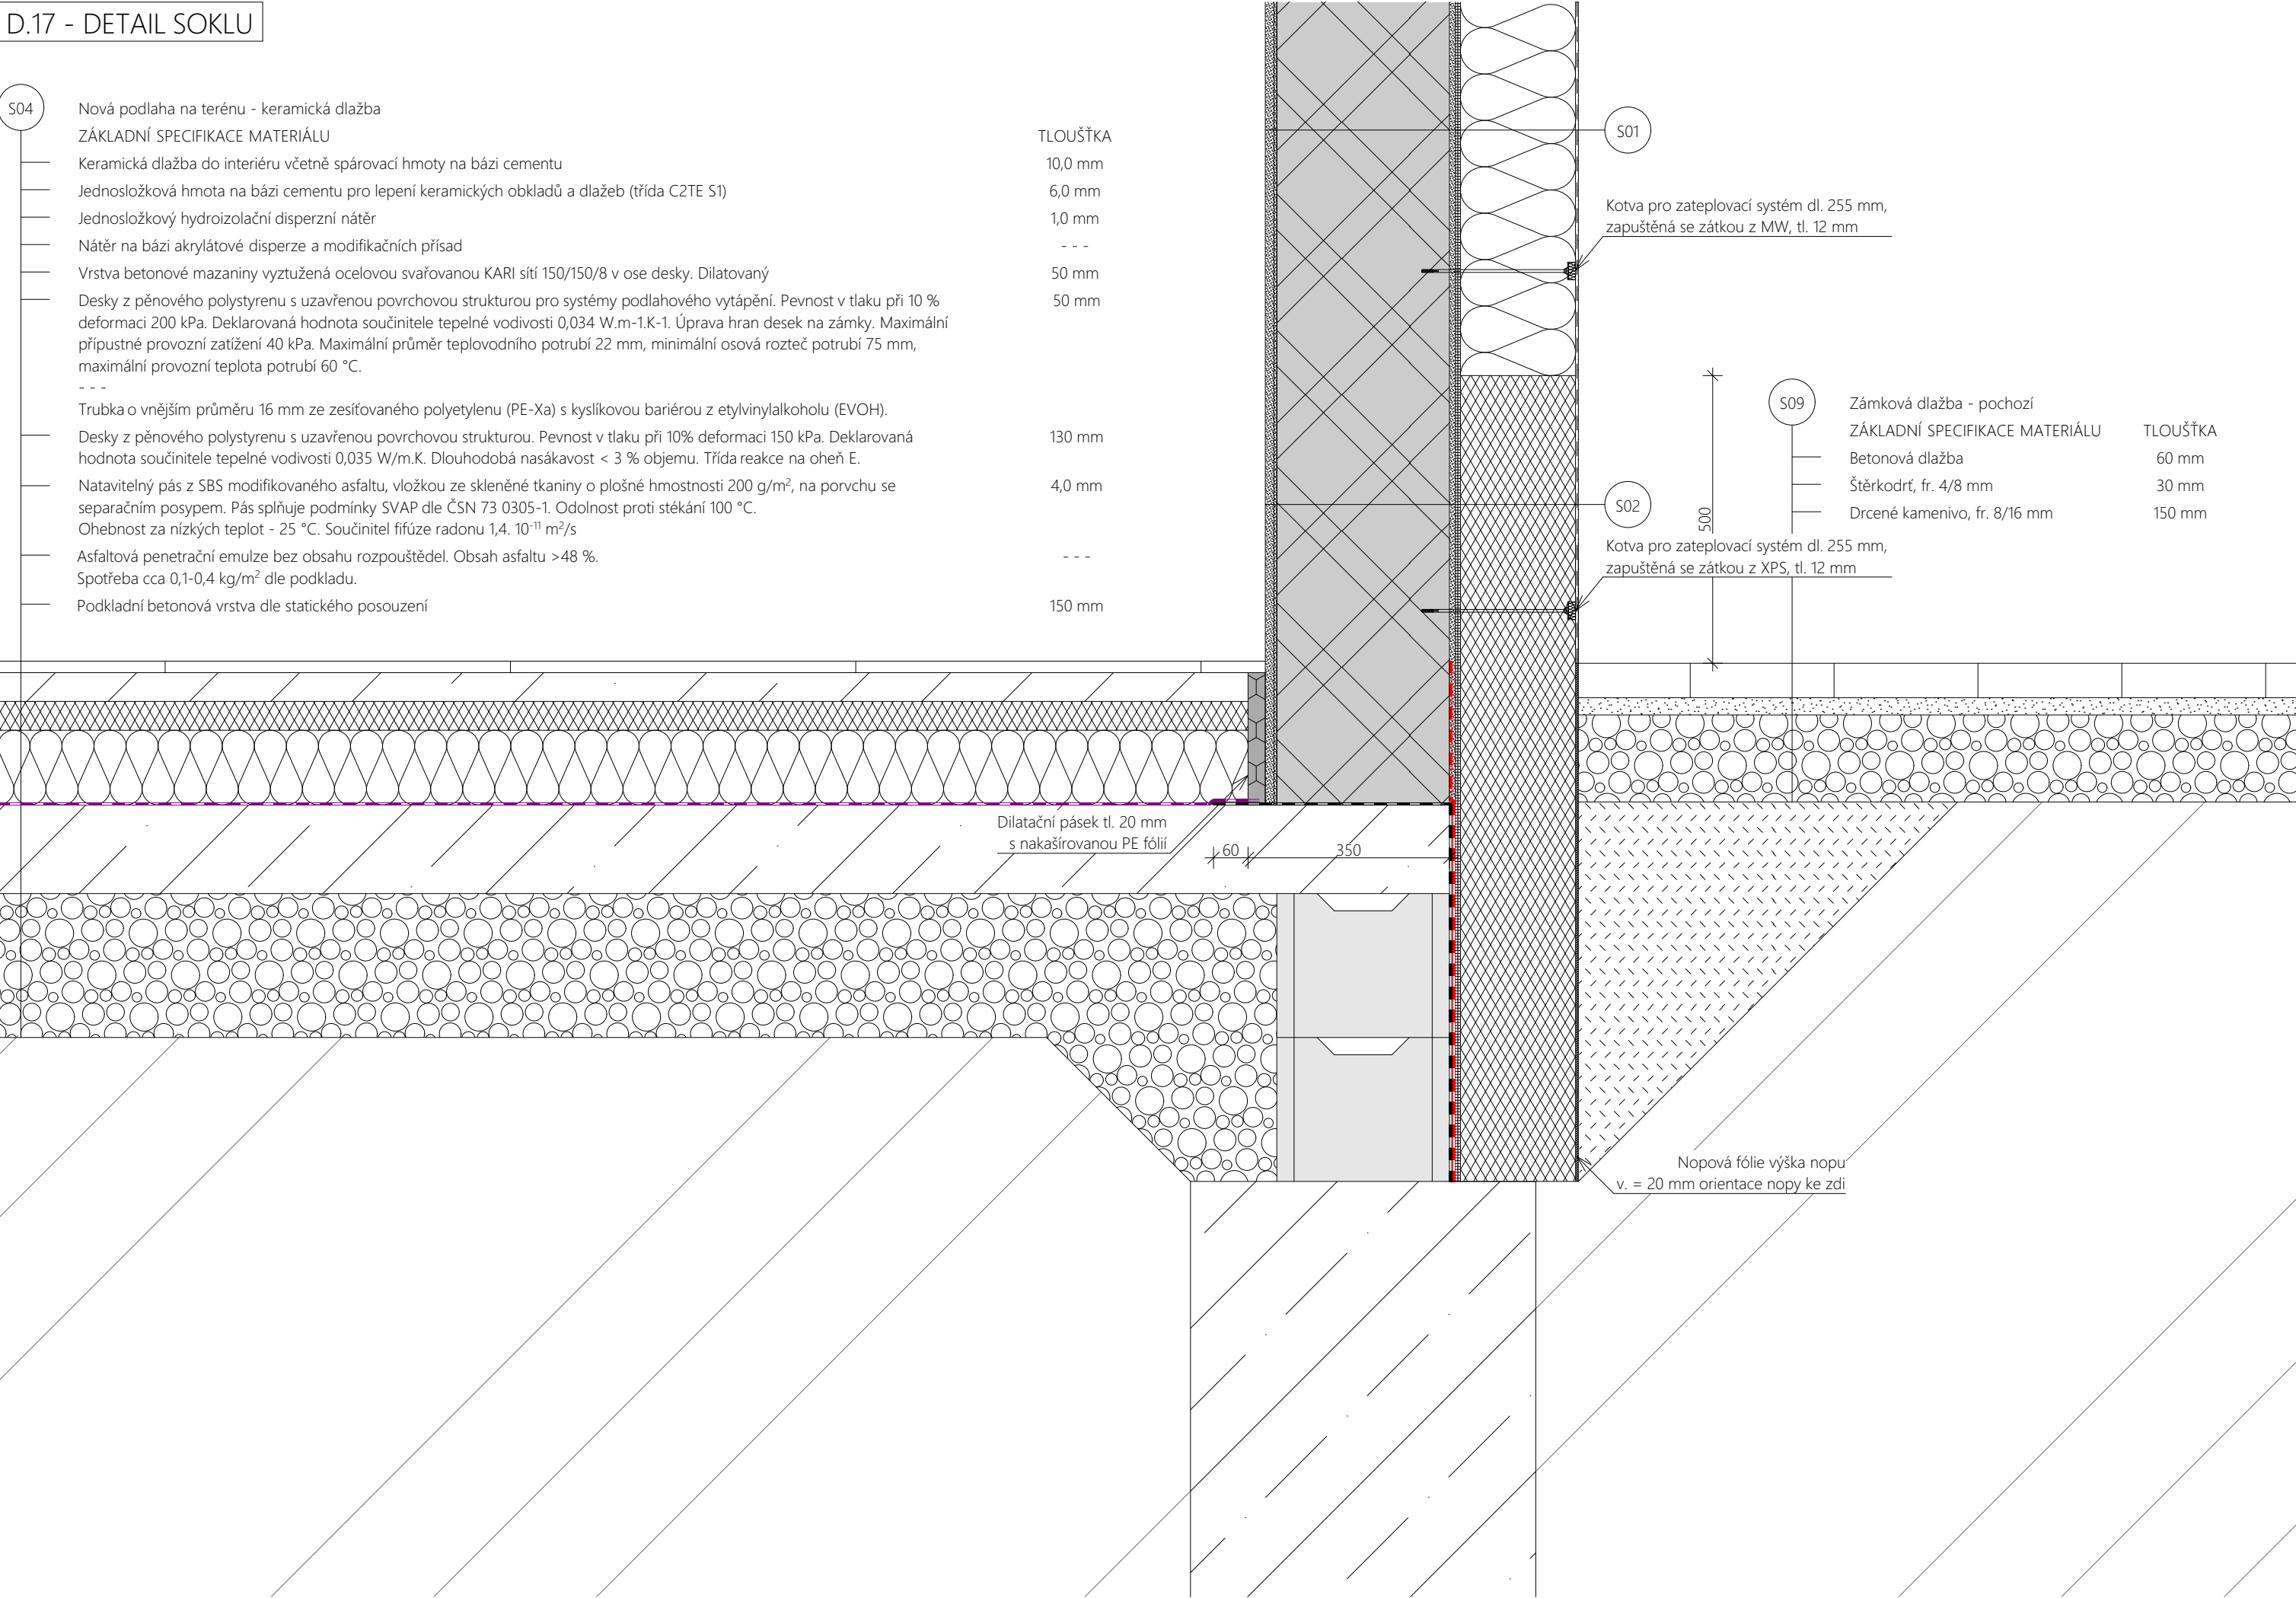 D.17 - DETAIL SOKLU
S04
Nová podlaha na terénu - keramická dlažba
ZÁKLADNÍ SPECIFIKACE MATERIÁLU TLOUŠŤKA
Keramická dlažba do interiéru včetně spárovací hmoty na bázi cementu 10,0 mm
Jednosložková hmota na bázi cementu pro lepení keramických obkladů a dlažeb (třída C2TE S1) 6,0 mm
Jednosložkový hydroizolační disperzní nátěr 1,0 mm
Nátěr na bázi akrylátové disperze a modifikačních přísad - - -
Vrstva betonové mazaniny vyztužená ocelovou svařovanou KARI sítí 150/150/8 v ose desky. Dilatovaný 50 mm
Desky z pěnového polystyrenu s uzavřenou povrchovou strukturou pro systémy podlahového vytápění. Pevnost v tlaku při 10 % 50 mm
deformaci 200 kPa. Deklarovaná hodnota součinitele tepelné vodivosti 0,034 W.m-1.K-1. Úprava hran desek na zámky. Maximální
přípustné provozní zatížení 40 kPa. Maximální průměr teplovodního potrubí 22 mm, minimální osová rozteč potrubí 75 mm,
maximální provozní teplota potrubí 60 °C.
- - -
Trubka o vnějším průměru 16 mm ze zesíťovaného polyetylenu (PE-Xa) s kyslíkovou bariérou z etylvinylalkoholu (EVOH).
Desky z pěnového polystyrenu s uzavřenou povrchovou strukturou. Pevnost v tlaku při 10% deformaci 150 kPa. Deklarovaná 130 mm
hodnota součinitele tepelné vodivosti 0,035 W/m.K. Dlouhodobá nasákavost < 3 % objemu. Třída reakce na oheň E.
Natavitelný pás z SBS modifikovaného asfaltu, vložkou ze skleněné tkaniny o plošné hmostnosti 200 g/m², na porvchu se 4,0 mm
separačním posypem. Pás splňuje podmínky SVAP dle ČSN 73 0305-1. Odolnost proti stékání 100 °C.
Ohebnost za nízkých teplot - 25 °C. Součinitel fifúze radonu 1,4. 10⁻¹¹ m²/s
Asfaltová penetrační emulze bez obsahu rozpouštědel. Obsah asfaltu >48 %. - - -
Spotřeba cca 0,1-0,4 kg/m² dle podkladu.
Podkladní betonová vrstva dle statického posouzení 150 mm
S01
Kotva pro zateplovací systém dl. 255 mm,
zapuštěná se zátkou z MW, tl. 12 mm
S09
Zámková dlažba - pochozí
ZÁKLADNÍ SPECIFIKACE MATERIÁLU TLOUŠŤKA
Betonová dlažba 60 mm
Štěrkodrť, fr. 4/8 mm 30 mm
Drcené kamenivo, fr. 8/16 mm 150 mm
S02
500
Kotva pro zateplovací systém dl. 255 mm,
zapuštěná se zátkou z XPS, tl. 12 mm
Dilatační pásek tl. 20 mm
s nakašírovanou PE fólií
60
350
Nopová fólie výška nopu
v. = 20 mm orientace nopy ke zdi